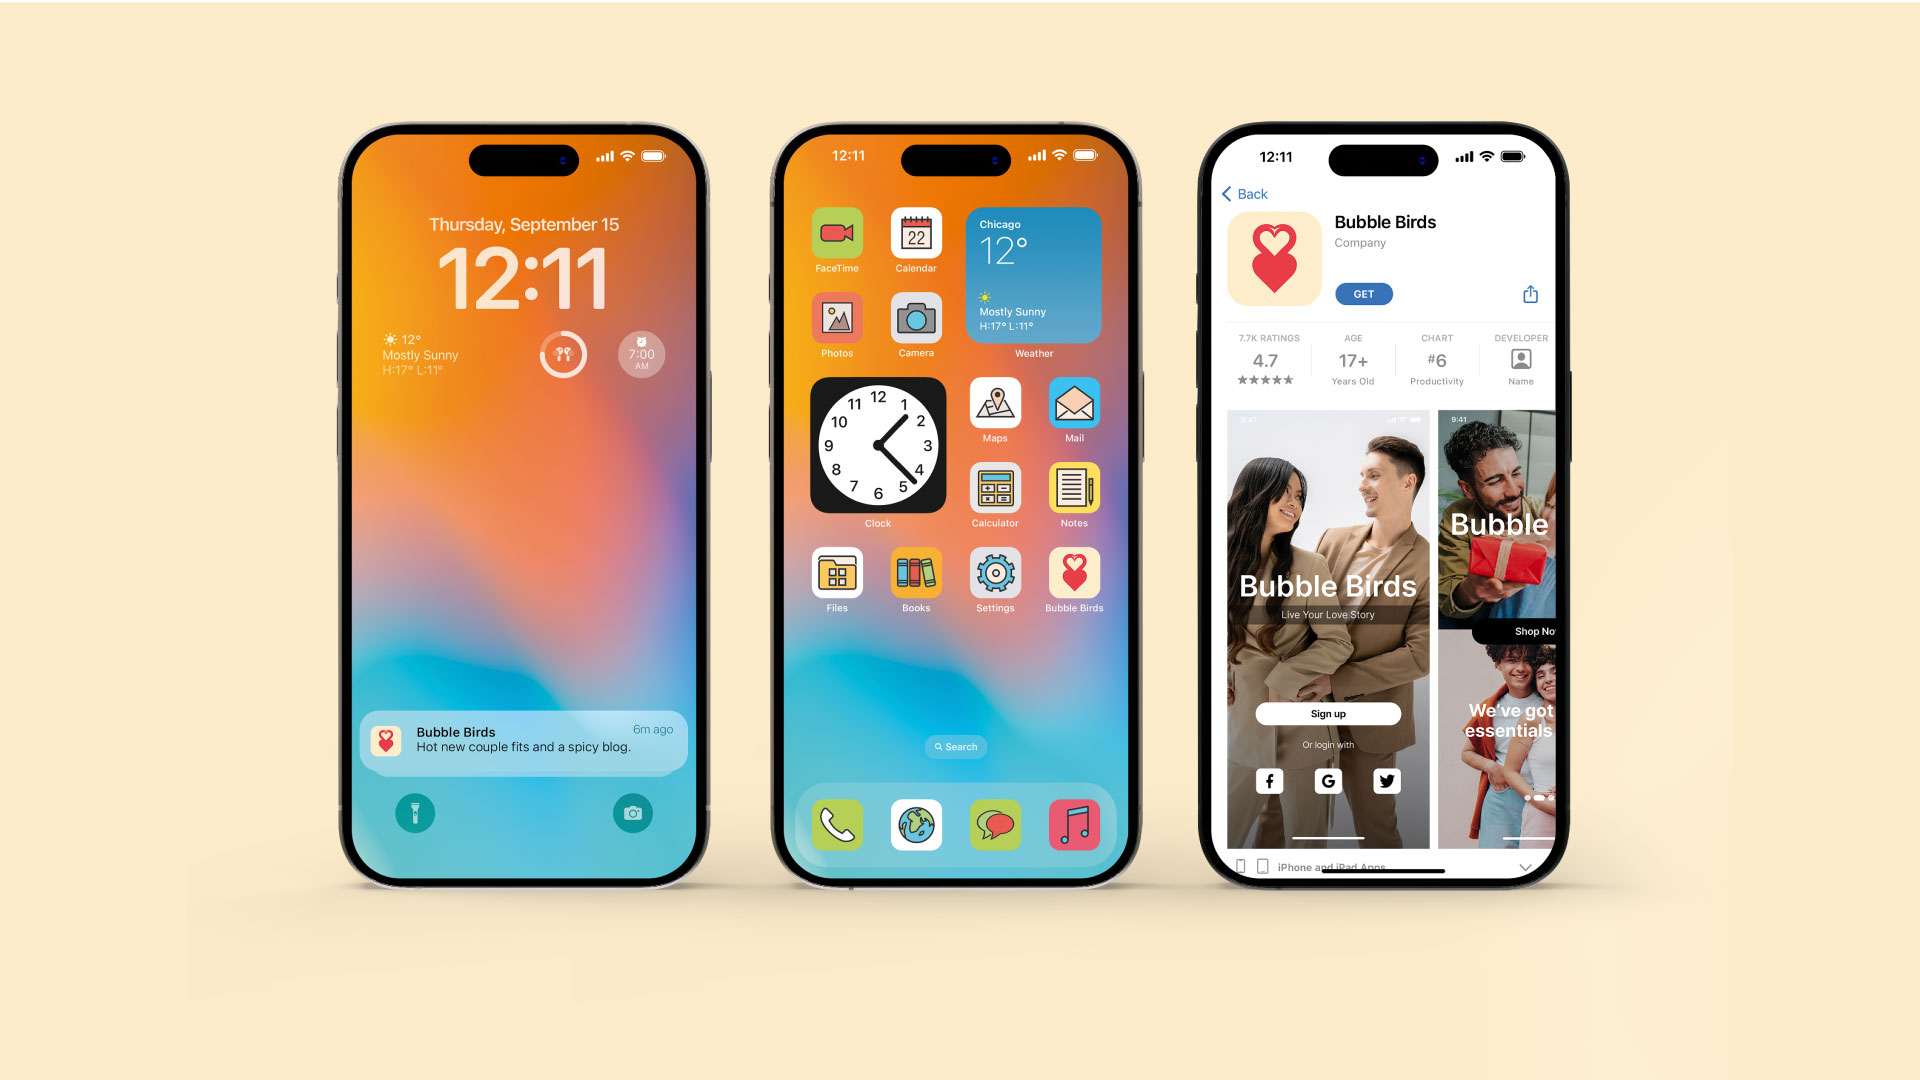 Thursday, September 15
12:11
12°
Mostly Sunny
H:17° L:11°
7:00
AM
Bubble Birds
6m ago
Hot new couple fits and a spicy blog.
12:11
FaceTime
22
Calendar
Chicago
12°
Mostly Sunny
H:17° L:11°
Weather
Photos
Camera
12
1
2
3
4
5
6
7
8
9
10
11
Clock
Maps
Mail
Calculator
Notes
Files
Books
Settings
Bubble Birds
Search
12:11
Back
Bubble Birds
Company
GET
7.7K RATINGS
4.7
AGE
17+
Years Old
CHART
#6
Productivity
DEVELOPER
Name
9:41
Bubble Birds
Live Your Love Story
Sign up
Or login with
f
G
9:41
Bubble
Shop No
We've got
essentials
iPhone and iPad Apps